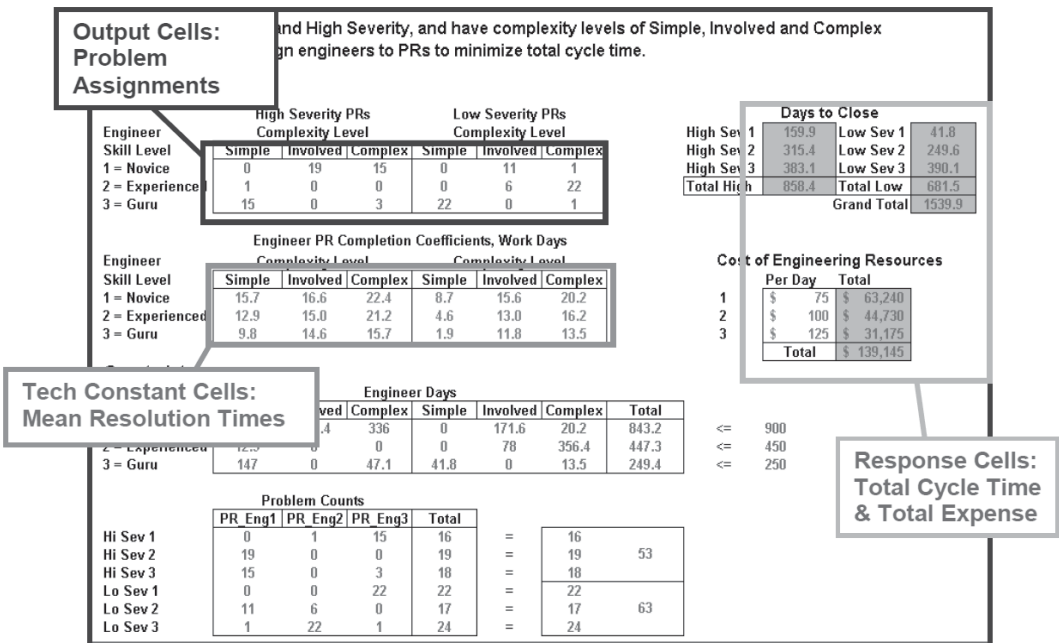 Output Cells:
Problem
Assignments
and High Severity, and have complexity levels of Simple, Involved and Complex
gn engineers to PRs to minimize total cycle time.
High Severity PRs Low Severity PRs
Engineer Complexity Level Complexity Level
Skill Level Simple Involved Complex Simple Involved Complex
1 = Novice 0 19 15 0 11 1
2 = Experienced 1 0 0 0 6 22
3 = Guru 15 0 3 22 0 1
Days to Close
High Sev 1 159.9 Low Sev 1 41.8
High Sev 2 315.4 Low Sev 2 249.6
High Sev 3 383.1 Low Sev 3 390.1
Total High 858.4 Total Low 681.5
Grand Total 1539.9
Engineer PR Completion Coefficients, Work Days
Engineer Complexity Level Complexity Level
Skill Level Simple Involved Complex Simple Involved Complex
1 = Novice 15.7 16.6 22.4 8.7 15.6 20.2
2 = Experienced 12.9 15.0 21.2 4.6 13.0 16.2
3 = Guru 9.8 14.6 15.7 1.9 11.8 13.5
Cost of Engineering Resources
Per Day Total
1 $ 75 $ 63,240
2 $ 100 $ 44,730
3 $ 125 $ 31,175
Total $ 139,145
Tech Constant Cells:
Mean Resolution Times
Engineer Days
ved Complex Simple Involved Complex Total
.4 336 0 171.6 20.2 843.2 <= 900
2 = Experienced 12.9 0 0 0 78 356.4 447.3 <= 450
3 = Guru 147 0 47.1 41.8 0 13.5 249.4 <= 250
Response Cells:
Total Cycle Time
& Total Expense
Problem Counts
PR_Eng1 PR_Eng2 PR_Eng3 Total
Hi Sev 1 0 1 15 16 = 16
Hi Sev 2 19 0 0 19 = 19 53
Hi Sev 3 15 0 3 18 = 18
Lo Sev 1 0 0 22 22 = 22
Lo Sev 2 11 6 0 17 = 17 63
Lo Sev 3 1 22 1 24 = 24